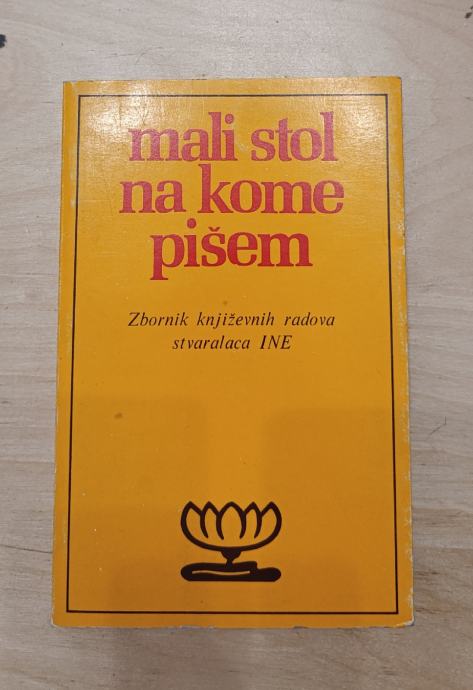 mali stol
na kome
pišem
Zbornik književnih radova
stvaralaca INE